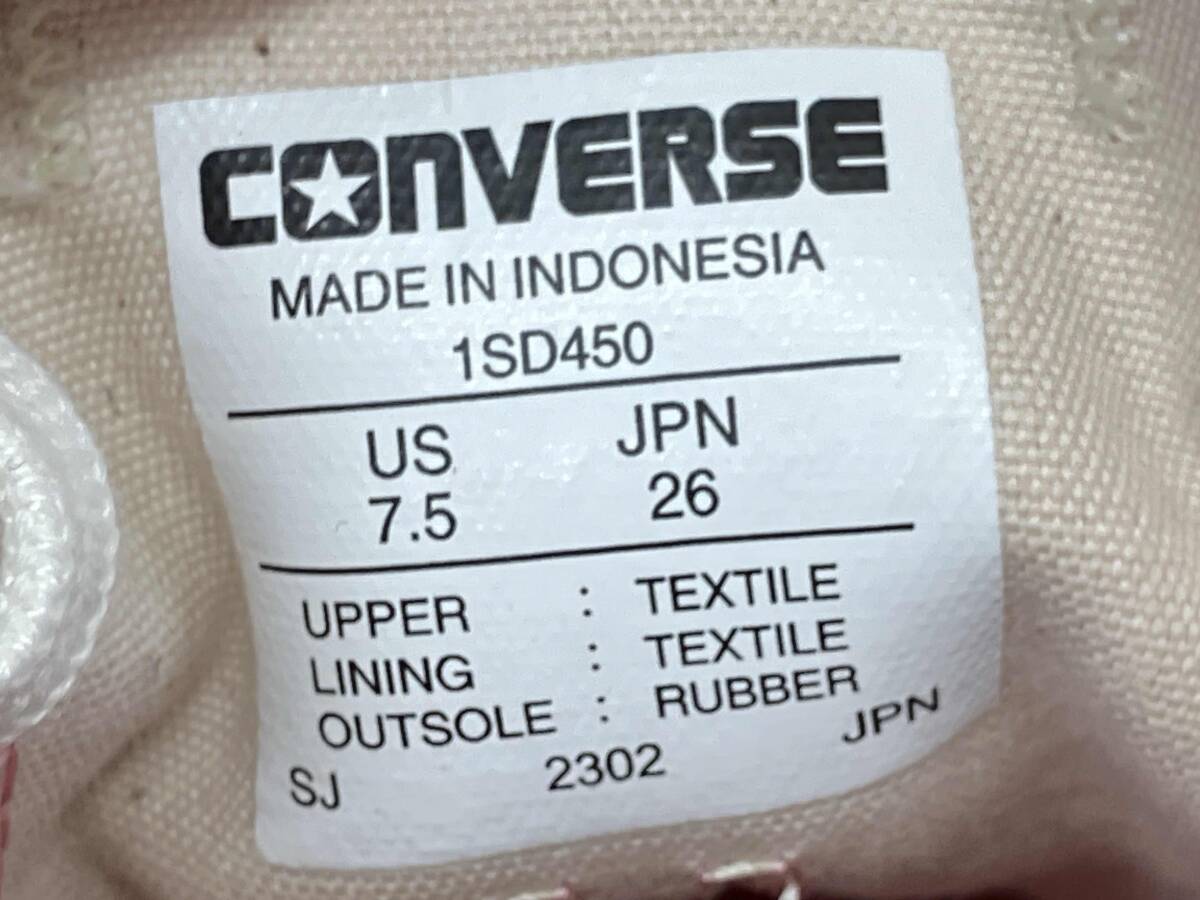 CONVERSE
MADE IN INDONESIA
1SD450
US JPN
7.5 26
UPPER : TEXTILE
LINING : TEXTILE
OUTSOLE : RUBBER
SJ 2302 JPN